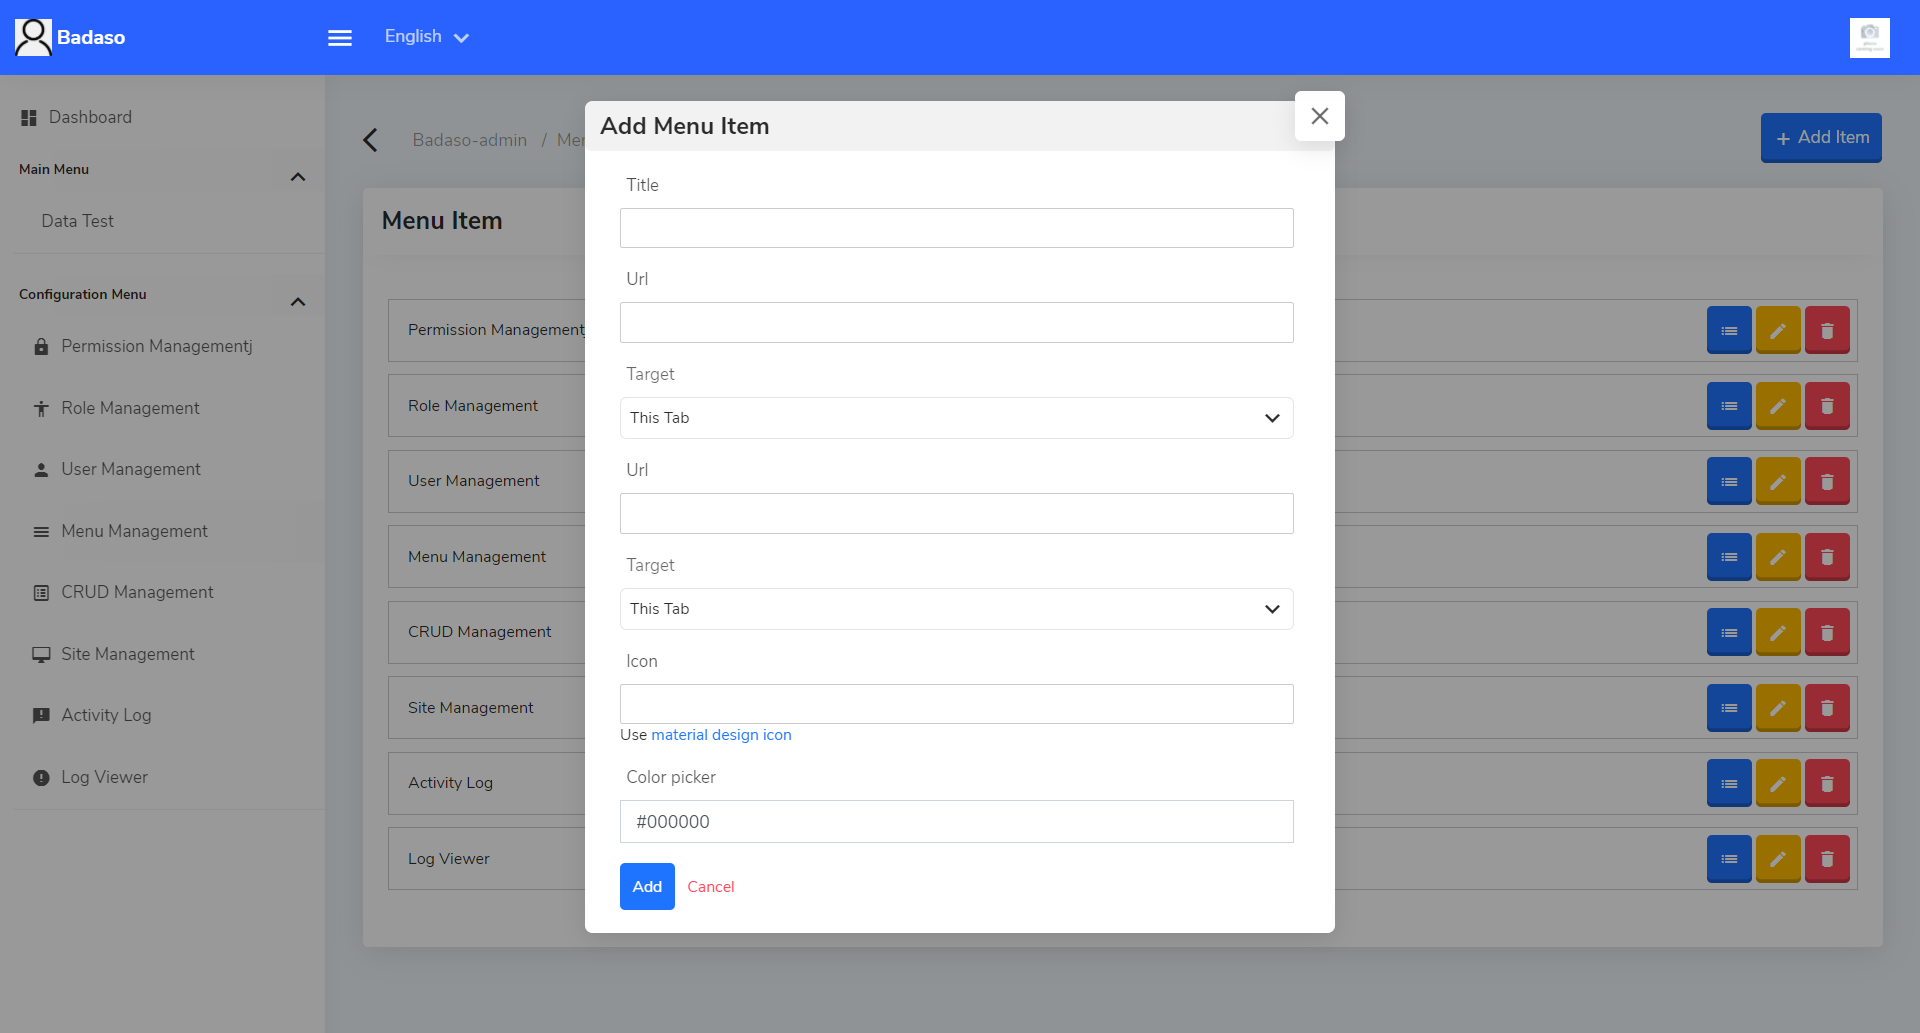 Badaso
English
Dashboard
Main Menu
Data Test
Configuration Menu
Permission Managementj
Role Management
User Management
Menu Management
CRUD Management
Site Management
Activity Log
Log Viewer
Badaso-admin /
+ Add Item
Menu Item
Permission Management
Role Management
User Management
Menu Management
CRUD Management
Site Management
Activity Log
Log Viewer
Add Menu Item
Title
Url
Target
This Tab
Url
Target
This Tab
Icon
Use material design icon
Color picker
#000000
Add Cancel